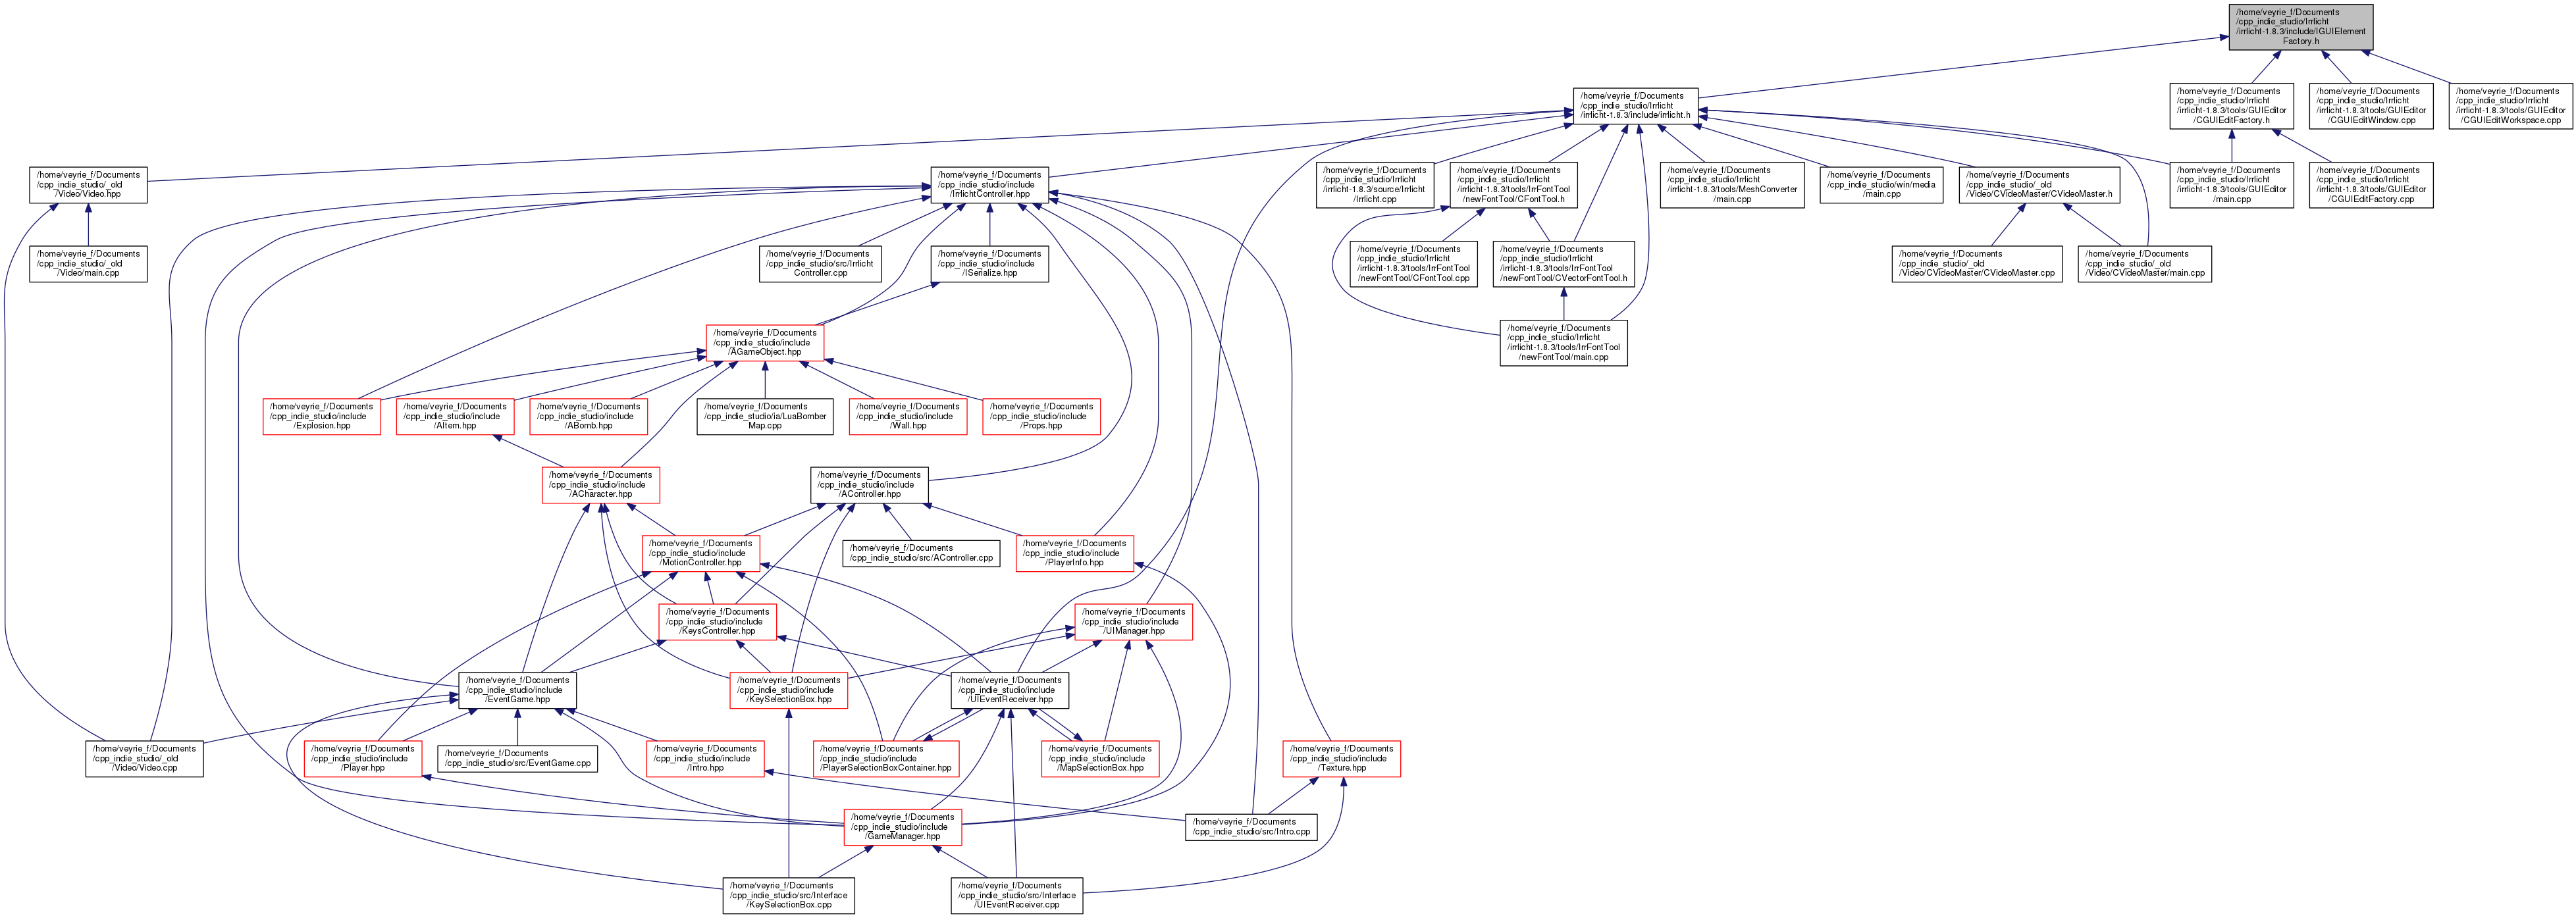 /home/veyrie_f/Documents
/cpp_indie_studio/Irrlicht
/irrlicht-1.8.3/include/IGUIElement
Factory.h
/home/veyrie_f/Documents
/cpp_indie_studio/Irrlicht
/irrlicht-1.8.3/include/irrlicht.h
/home/veyrie_f/Documents
/cpp_indie_studio/Irrlicht
/irrlicht-1.8.3/tools/GUIEditor
/CGUIEditFactory.h
/home/veyrie_f/Documents
/cpp_indie_studio/Irrlicht
/irrlicht-1.8.3/tools/GUIEditor
/CGUIEditWindow.cpp
/home/veyrie_f/Documents
/cpp_indie_studio/Irrlicht
/irrlicht-1.8.3/tools/GUIEditor
/CGUIEditWorkspace.cpp
/home/veyrie_f/Documents
/cpp_indie_studio/_old
/Video/Video.hpp
/home/veyrie_f/Documents
/cpp_indie_studio/include
/IrrlichtController.hpp
/home/veyrie_f/Documents
/cpp_indie_studio/Irrlicht
/irrlicht-1.8.3/source/Irrlicht
/Irrlicht.cpp
/home/veyrie_f/Documents
/cpp_indie_studio/Irrlicht
/irrlicht-1.8.3/tools/IrrFontTool
/newFontTool/CFontTool.h
/home/veyrie_f/Documents
/cpp_indie_studio/Irrlicht
/irrlicht-1.8.3/tools/MeshConverter
/main.cpp
/home/veyrie_f/Documents
/cpp_indie_studio/win/media
/main.cpp
/home/veyrie_f/Documents
/cpp_indie_studio/_old
/Video/CVideoMaster/CVideoMaster.h
/home/veyrie_f/Documents
/cpp_indie_studio/Irrlicht
/irrlicht-1.8.3/tools/GUIEditor
/main.cpp
/home/veyrie_f/Documents
/cpp_indie_studio/Irrlicht
/irrlicht-1.8.3/tools/GUIEditor
/CGUIEditFactory.cpp
/home/veyrie_f/Documents
/cpp_indie_studio/_old
/Video/main.cpp
/home/veyrie_f/Documents
/cpp_indie_studio/src/Irrlicht
Controller.cpp
/home/veyrie_f/Documents
/cpp_indie_studio/include
/ISerialize.hpp
/home/veyrie_f/Documents
/cpp_indie_studio/Irrlicht
/irrlicht-1.8.3/tools/IrrFontTool
/newFontTool/CFontTool.cpp
/home/veyrie_f/Documents
/cpp_indie_studio/Irrlicht
/irrlicht-1.8.3/tools/IrrFontTool
/newFontTool/CVectorFontTool.h
/home/veyrie_f/Documents
/cpp_indie_studio/_old
/Video/CVideoMaster/CVideoMaster.cpp
/home/veyrie_f/Documents
/cpp_indie_studio/_old
/Video/CVideoMaster/main.cpp
/home/veyrie_f/Documents
/cpp_indie_studio/include
/AGameObject.hpp
/home/veyrie_f/Documents
/cpp_indie_studio/Irrlicht
/irrlicht-1.8.3/tools/IrrFontTool
/newFontTool/main.cpp
/home/veyrie_f/Documents
/cpp_indie_studio/include
/Explosion.hpp
/home/veyrie_f/Documents
/cpp_indie_studio/include
/AItem.hpp
/home/veyrie_f/Documents
/cpp_indie_studio/include
/ABomb.hpp
/home/veyrie_f/Documents
/cpp_indie_studio/ia/LuaBomber
Map.cpp
/home/veyrie_f/Documents
/cpp_indie_studio/include
/Wall.hpp
/home/veyrie_f/Documents
/cpp_indie_studio/include
/Props.hpp
/home/veyrie_f/Documents
/cpp_indie_studio/include
/ACharacter.hpp
/home/veyrie_f/Documents
/cpp_indie_studio/include
/AController.hpp
/home/veyrie_f/Documents
/cpp_indie_studio/include
/MotionController.hpp
/home/veyrie_f/Documents
/cpp_indie_studio/src/AController.cpp
/home/veyrie_f/Documents
/cpp_indie_studio/include
/PlayerInfo.hpp
/home/veyrie_f/Documents
/cpp_indie_studio/include
/KeysController.hpp
/home/veyrie_f/Documents
/cpp_indie_studio/include
/UIManager.hpp
/home/veyrie_f/Documents
/cpp_indie_studio/include
/EventGame.hpp
/home/veyrie_f/Documents
/cpp_indie_studio/include
/KeySelectionBox.hpp
/home/veyrie_f/Documents
/cpp_indie_studio/include
/UIEventReceiver.hpp
/home/veyrie_f/Documents
/cpp_indie_studio/_old
/Video/Video.cpp
/home/veyrie_f/Documents
/cpp_indie_studio/include
/Player.hpp
/home/veyrie_f/Documents
/cpp_indie_studio/src/EventGame.cpp
/home/veyrie_f/Documents
/cpp_indie_studio/include
/Intro.hpp
/home/veyrie_f/Documents
/cpp_indie_studio/include
/PlayerSelectionBoxContainer.hpp
/home/veyrie_f/Documents
/cpp_indie_studio/include
/MapSelectionBox.hpp
/home/veyrie_f/Documents
/cpp_indie_studio/include
/Texture.hpp
/home/veyrie_f/Documents
/cpp_indie_studio/include
/GameManager.hpp
/home/veyrie_f/Documents
/cpp_indie_studio/src/Intro.cpp
/home/veyrie_f/Documents
/cpp_indie_studio/src/Interface
/KeySelectionBox.cpp
/home/veyrie_f/Documents
/cpp_indie_studio/src/Interface
/UIEventReceiver.cpp